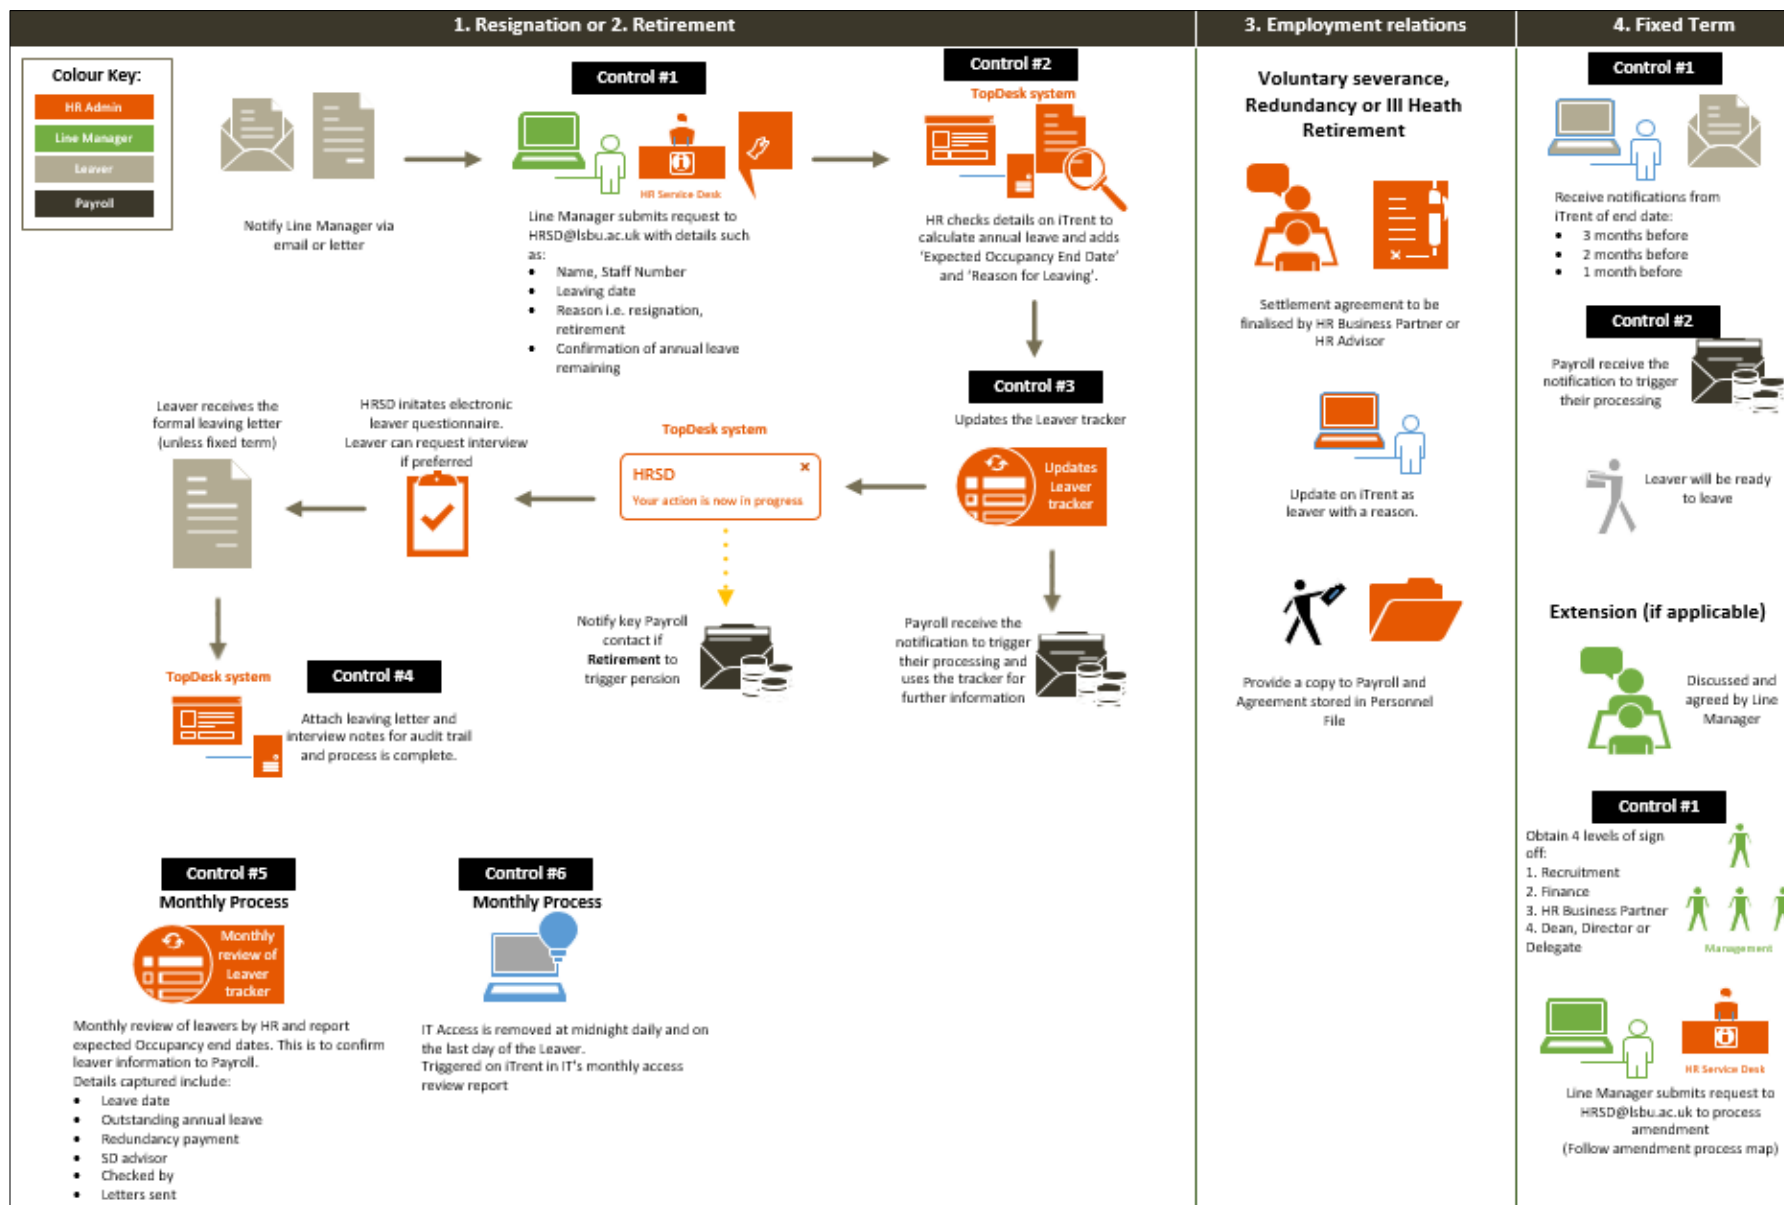 1. Resignation or 2. Retirement
3. Employment relations
4. Fixed Term
Colour Key:
HR Admin
Line Manager
Leaver
Payroll
Notify Line Manager via
email or letter
Control #1
HR Service Desk
Line Manager submits request to
HRSD@lsbu.ac.uk with details such
as:
• Name, Staff Number
• Leaving date
• Reason i.e. resignation,
retirement
• Confirmation of annual leave
remaining
Control #2
TopDesk system
HR checks details on iTrent to
calculate annual leave and adds
'Expected Occupancy End Date'
and 'Reason for Leaving'.
Control #3
Updates the Leaver tracker
Updates
Leaver
tracker
Payroll receive the
notification to trigger
their processing and
uses the tracker for
further information
TopDesk system
HRSD
Your action is now in progress
Notify key Payroll
contact if
Retirement to
trigger pension
HRSD initates electronic
leaver questionnaire.
Leaver can request interview
if preferred
Leaver receives the
formal leaving letter
(unless fixed term)
TopDesk system
Control #4
Attach leaving letter and
interview notes for audit trail
and process is complete.
Control #5
Monthly Process
Monthly
review of
Leaver
tracker
Monthly review of leavers by HR and report
expected Occupancy end dates. This is to confirm
leaver information to Payroll.
Details captured include:
• Leave date
• Outstanding annual leave
• Redundancy payment
• SD advisor
• Checked by
• Letters sent
Control #6
Monthly Process
IT Access is removed at midnight daily and on
the last day of the Leaver.
Triggered on iTrent in IT's monthly access
review report
Voluntary severance,
Redundancy or Ill Heath
Retirement
Settlement agreement to be
finalised by HR Business Partner or
HR Advisor
Update on iTrent as
leaver with a reason.
Provide a copy to Payroll and
Agreement stored in Personnel
File
Control #1
Receive notifications from
iTrent of end date:
• 3 months before
• 2 months before
• 1 month before
Control #2
Payroll receive the
notification to trigger
their processing
Leaver will be ready
to leave
Extension (if applicable)
Discussed and
agreed by Line
Manager
Control #1
Obtain 4 levels of sign
off:
1. Recruitment
2. Finance
3. HR Business Partner
4. Dean, Director or
Delegate
Management
HR Service Desk
Line Manager submits request to
HRSD@lsbu.ac.uk to process
amendment
(Follow amendment process map)